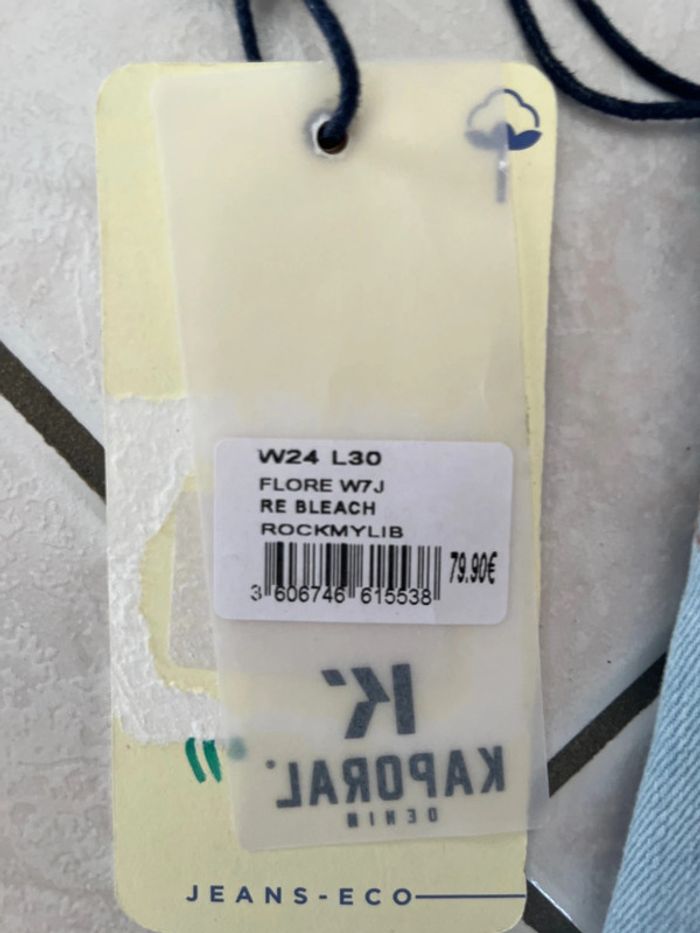 W24 L30
FLORE W7J
RE BLEACH
ROCKMYLIB
79.90€
3 606746 615538
K
KAPORAL
DENIM
JEANS-ECO